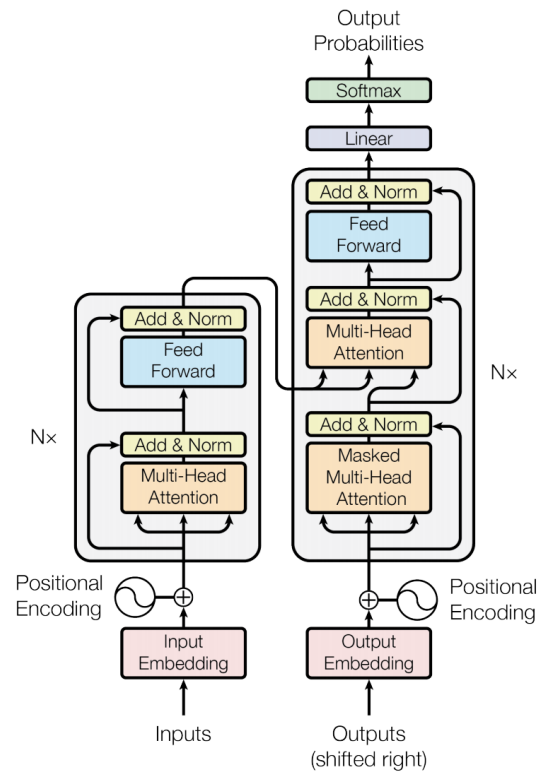 Output
Probabilities
Softmax
Linear
Add & Norm
Feed
Forward
Add & Norm
Multi-Head
Attention
Nx
Add & Norm
Masked
Multi-Head
Attention
Positional
Encoding
Output
Embedding
Outputs
(shifted right)
Add & Norm
Feed
Forward
Nx
Add & Norm
Multi-Head
Attention
Positional
Encoding
Input
Embedding
Inputs